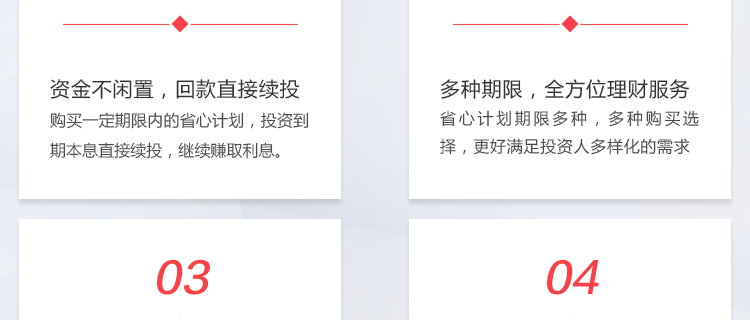 资金不闲置，回款直接续投
购买一定期限内的省心计划，投资到
期本息直接续投，继续赚取利息。
多种期限，全方位理财服务
省心计划期限多种，多种购买选
择，更好满足投资人多样化的需求
03
04